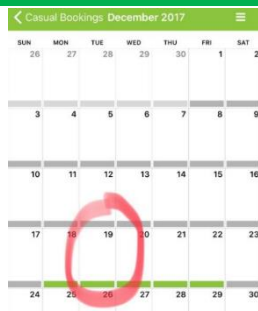 Casual Bookings December 2017
SUN MON TUE WED THU FRI SAT
26 27 28 29 30 1 2
3 4 5 6 7 8 9
10 11 12 13 14 15 16
17 18 19 20 21 22 23
24 25 26 27 28 29 30